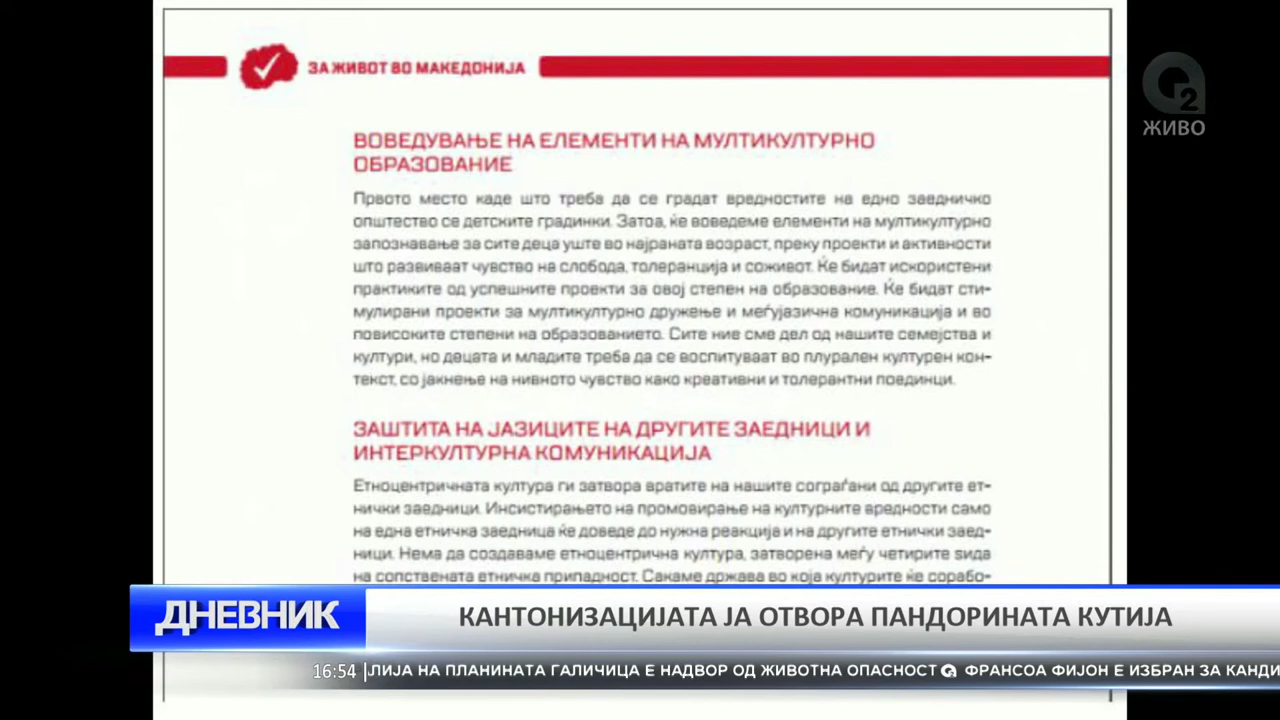 ЗА ЖИВОТ ВО МАКЕДОНИЈА
2
ЖИВО
ВОВЕДУВАЊЕ НА ЕЛЕМЕНТИ НА МУЛТИКУЛТУРНО
ОБРАЗОВАНИЕ
Првото место каде што треба да се градат вредностите на едно заедничко
општество се детските градинки. Затоа, ќе воведеме елементи на мултикултурно
запознавање за сите деца уште во најраната возраст, преку проекти и активности
што развиваат чувство на слобода, толеранција и соживот. Ќе бидат искористени
практиките од успешните проекти за овој степен на образование. Ќе бидат сти-
мулирани проекти за мултикултурно дружење и меѓујазична комуникација и во
повисоките степени на образованието. Сите ние сме дел од нашите семејства и
култури, но децата и младите треба да се воспитуваат во плурален културен кон-
текст, со јакнење на нивното чувство како креативни и толерантни поединци.
ЗАШТИТА НА ЈАЗИЦИТЕ НА ДРУГИТЕ ЗАЕДНИЦИ И
ИНТЕРКУЛТУРНА КОМУНИКАЦИЈА
Етноцентричната култура ги затвора вратите на нашите сограѓани од другите ет-
нички заедници. Инсистирањето на промовирање на културните вредности само
на една етничка заедница ќе доведе до нужна реакција и на другите етнички заед-
ници. Нема да создаваме етноцентрична култура, затворена меѓу четирите ѕида
на сопствената етничка припадност. Сакаме држава во која културите ќе сорабо-
ДНЕВНИК
КАНТОНИЗАЦИЈАТА ЈА ОТВОРА ПАНДОРИНАТА КУТИЈА
16:54 ЛИЈА НА ПЛАНИНАТА ГАЛИЧИЦА Е НАДВОР ОД ЖИВОТНА ОПАСНОСТ ФРАНСОА ФИЈОН Е ИЗБРАН ЗА КАНДИ